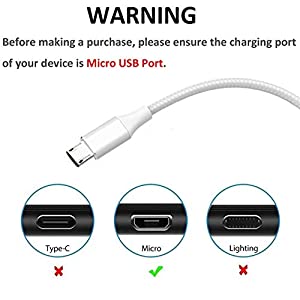 WARNING
Before making a purchase, please ensure the charging port
of your device is Micro USB Port.
Type-C
Micro
Lighting